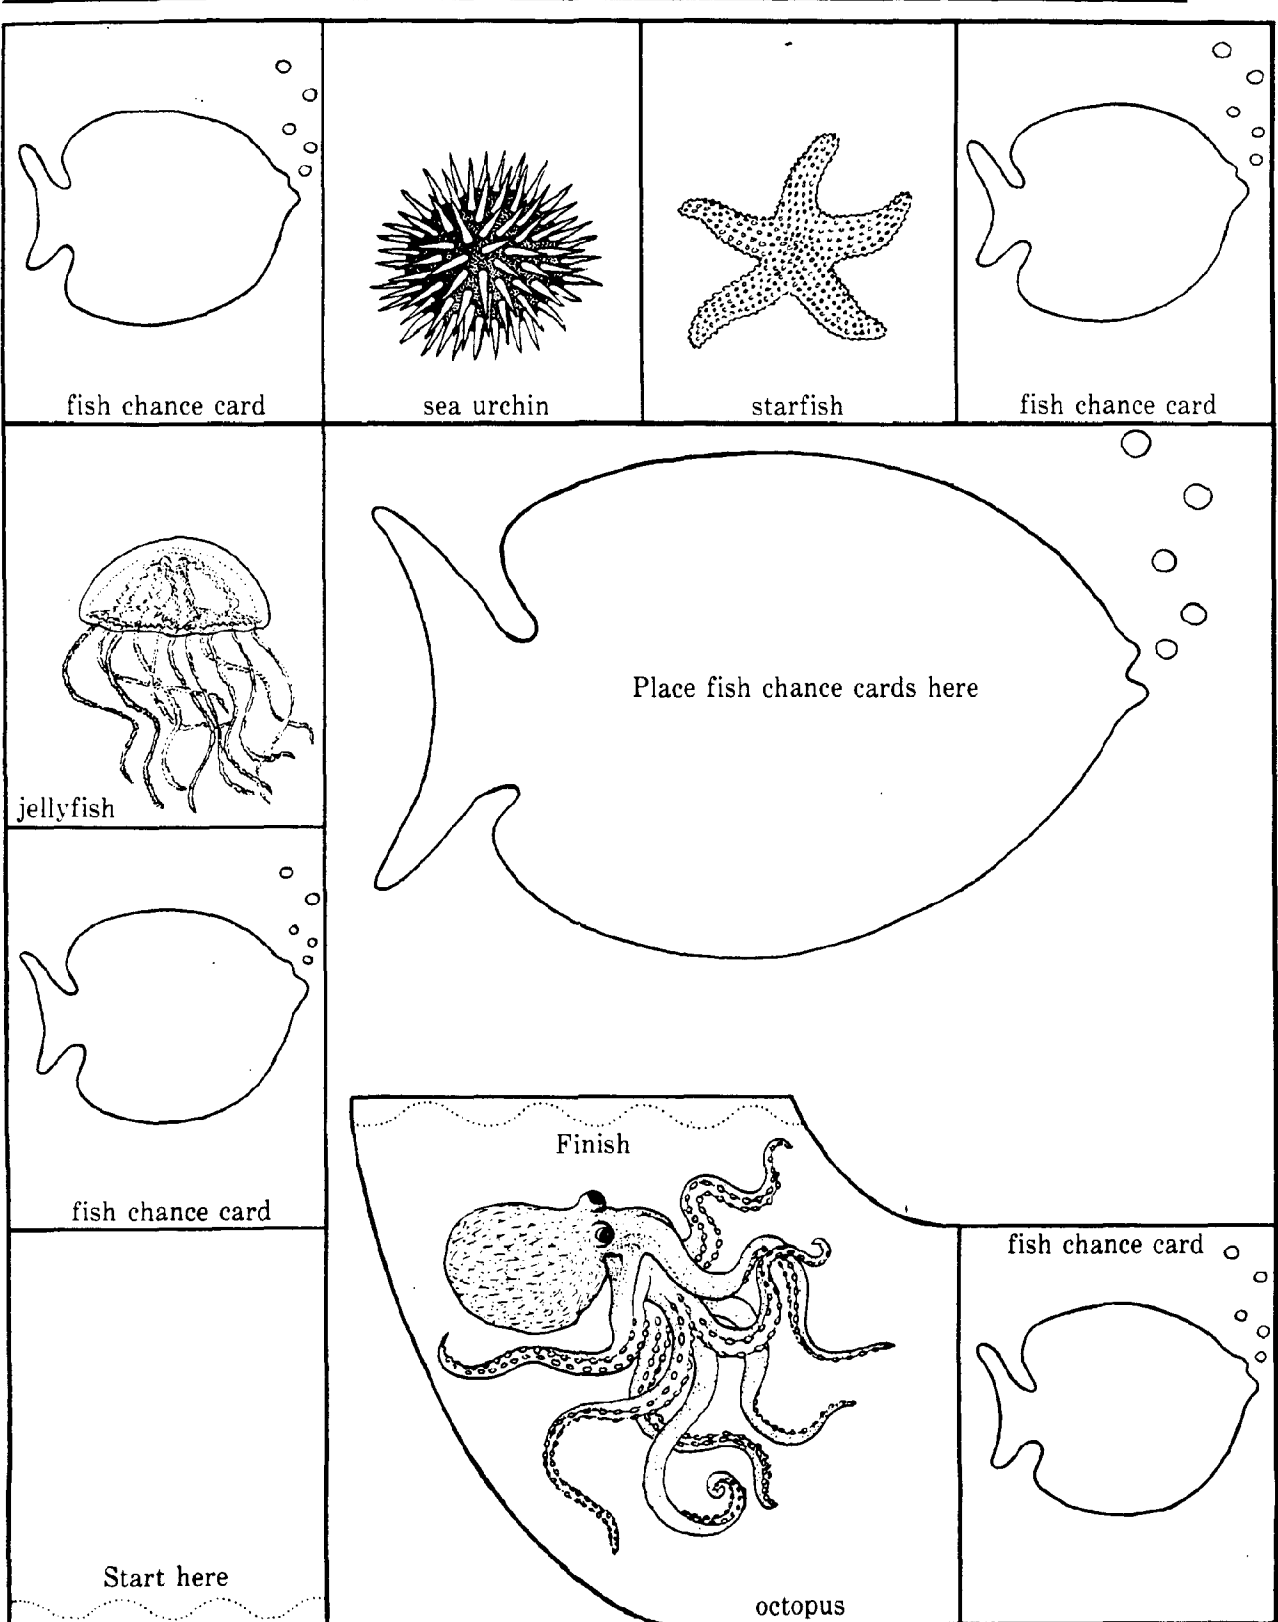 fish chance card
sea urchin
starfish
fish chance card
Place fish chance cards here
jellyfish
fish chance card
Finish
fish chance card
Start here
octopus